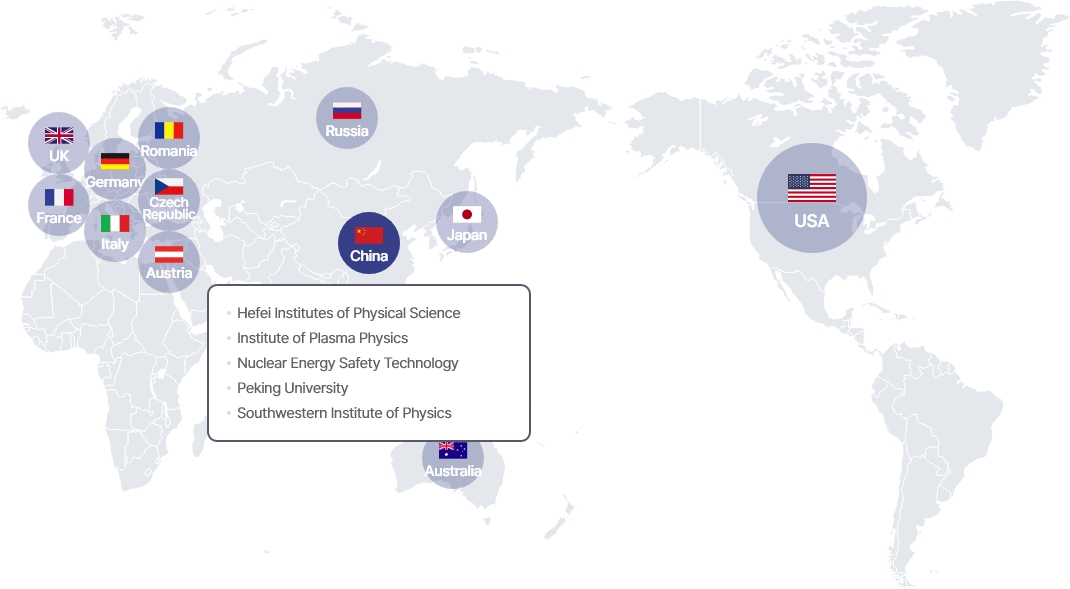 Russia
UK
Romania
Germany
Czech
Republic
France
Italy
Austria
China
Japan
USA
Hefei Institutes of Physical Science
Institute of Plasma Physics
Nuclear Energy Safety Technology
Peking University
Southwestern Institute of Physics
Australia